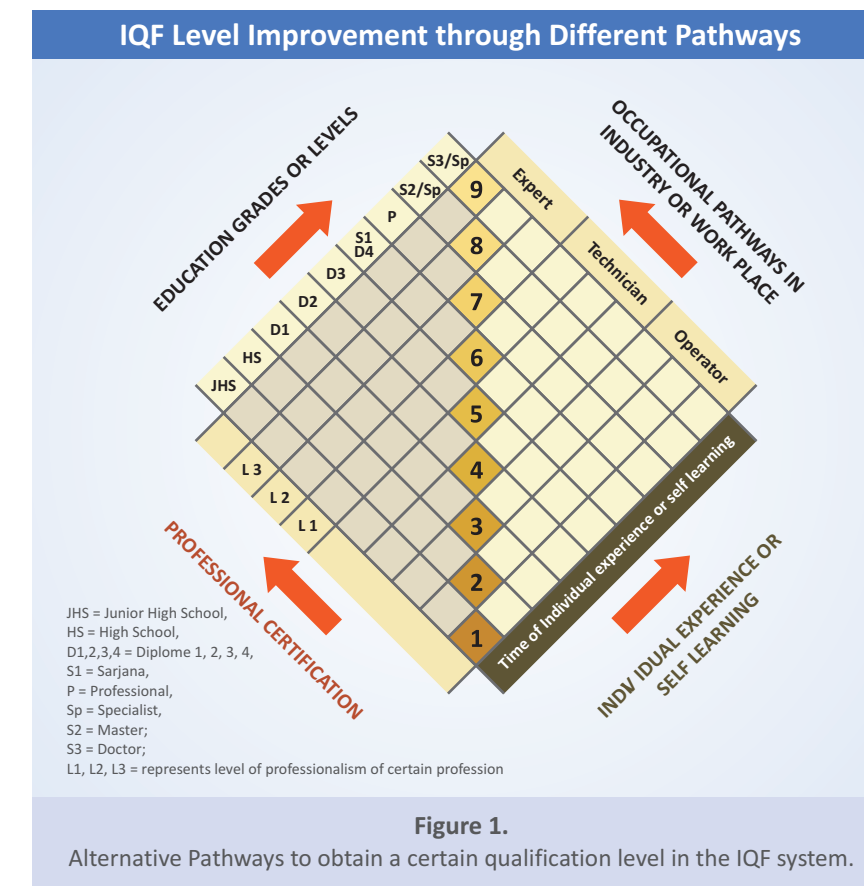 IQF Level Improvement through Different Pathways
EDUCATION GRADES OR LEVELS
OCCUPATIONAL PATHWAYS IN
INDUSTRY OR WORK PLACE
S3/Sp
S2/Sp
P
S1
D4
D3
D2
D1
HS
JHS
Expert
Technician
Operator
9
8
7
6
5
4
3
2
1
L 3
L 2
L 1
Time of Individual experience or self learning
PROFESSIONAL CERTIFICATION
INDV IDUAL EXPERIENCE OR
SELF LEARNING
JHS = Junior High School,
HS = High School,
D1,2,3,4 = Diplome 1, 2, 3, 4,
S1 = Sarjana,
P = Professional,
Sp = Specialist,
S2 = Master;
S3 = Doctor;
L1, L2, L3 = represents level of professionalism of certain profession
Figure 1.
Alternative Pathways to obtain a certain qualification level in the IQF system.